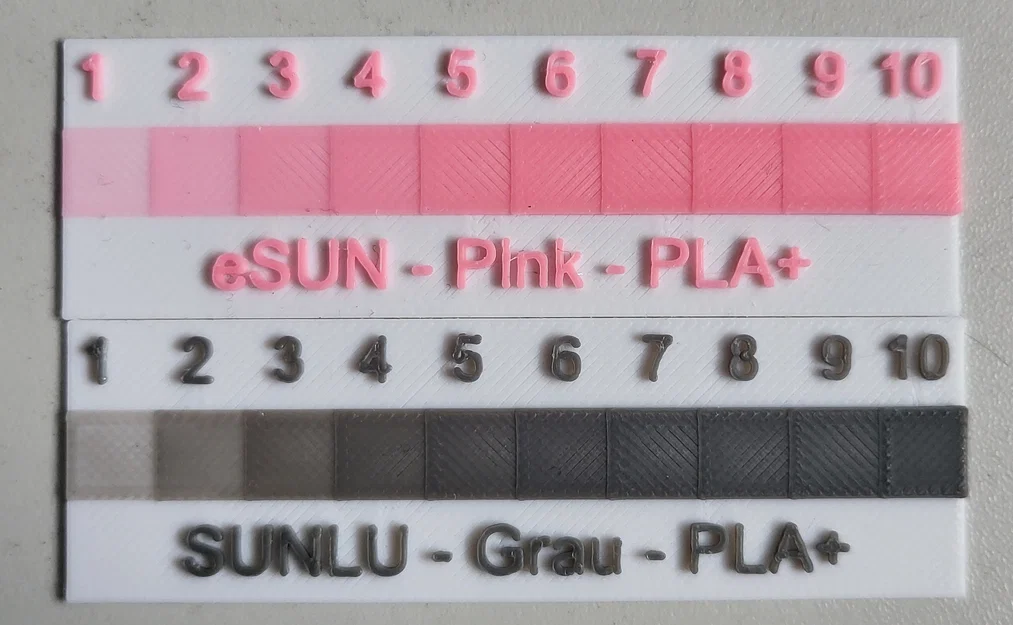 1 2 3 4 5 6 7 8 9 10
eSUN - PInk - PLA+
1 2 3 4 5 6 7 8 9 10
SUNLU - Grau - PLA+